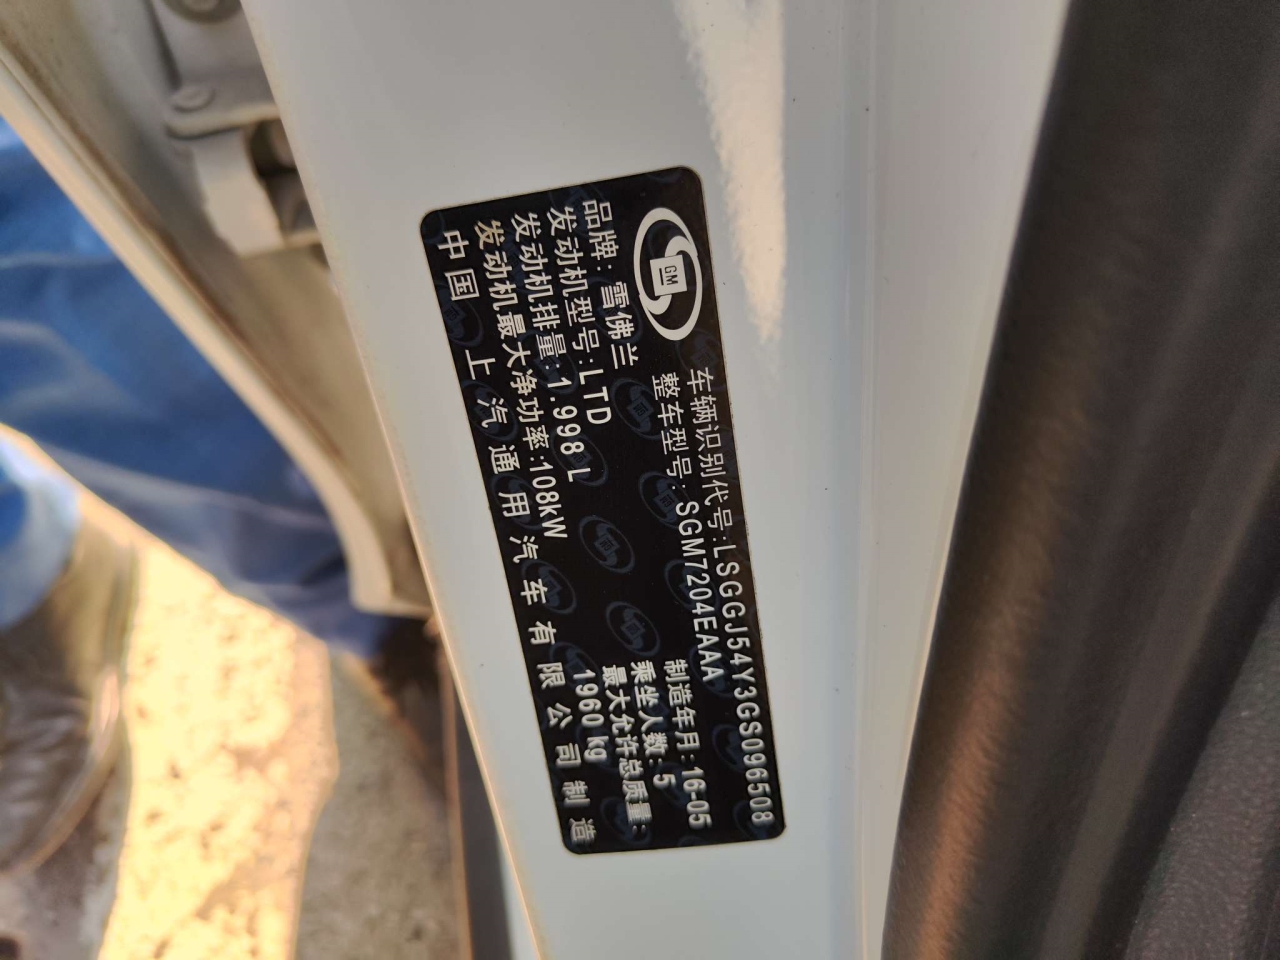 GM
车辆识别代号:LSGGJ54Y3GS096508
整车型号:SGM7204EAAA
品牌:雪佛兰
制造年月:16-05
发动机型号:LTD
乘坐人数:5
发动机排量:1.998L
最大允许总质量:
发动机最大净功率:108kW
1960kg
中国 上汽通用汽车有限公司制造